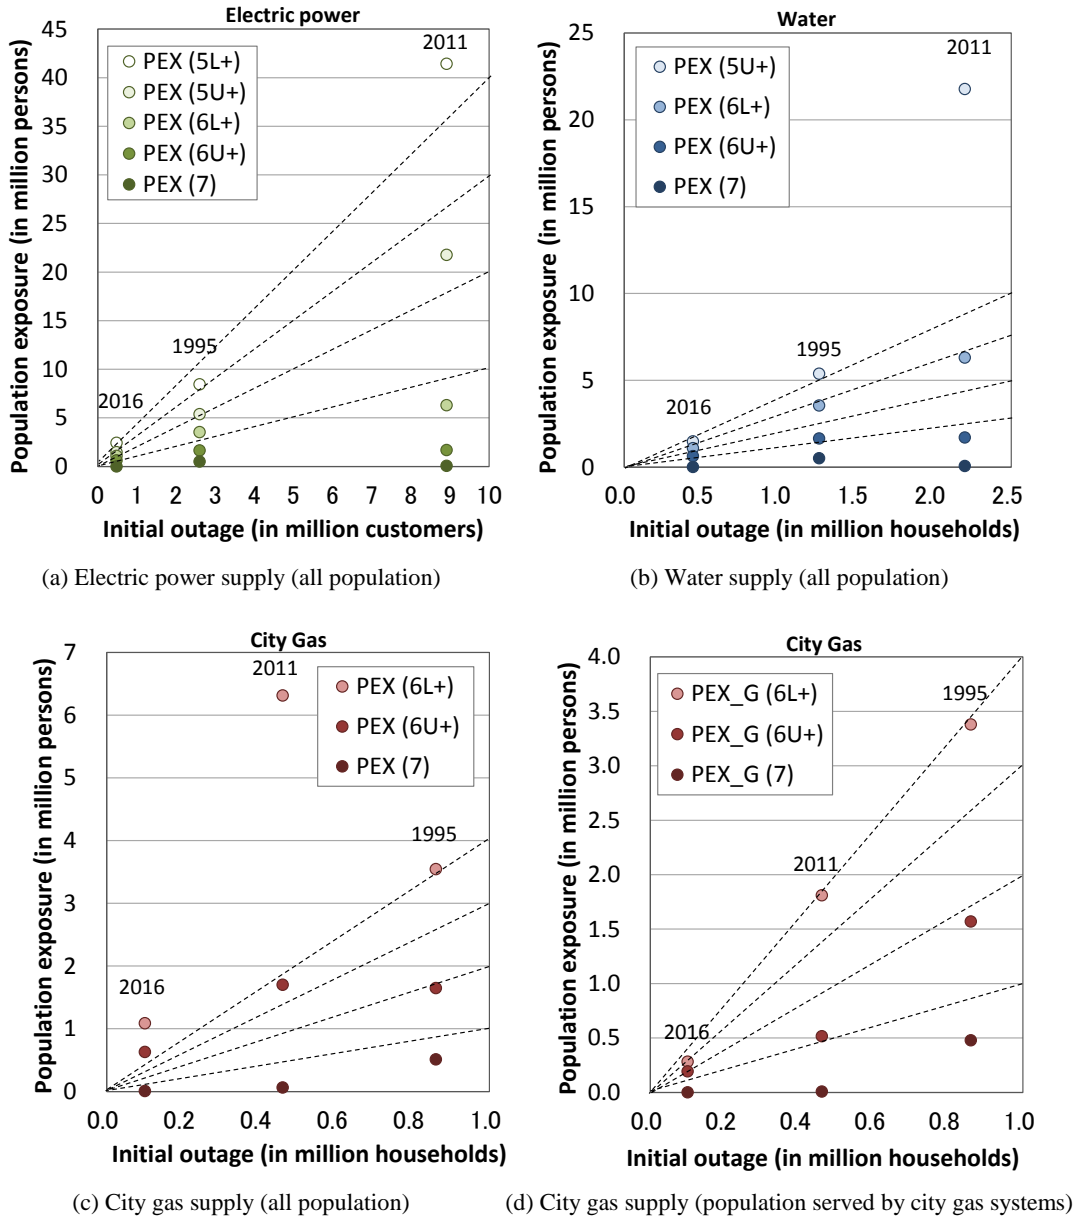 Electric power
Population exposure (in million persons)
45
40
35
30
25
20
15
10
5
0
PEX (5L+)
PEX (5U+)
PEX (6L+)
PEX (6U+)
PEX (7)
2011
1995
2016
0 1 2 3 4 5 6 7 8 9 10
Initial outage (in million customers)
(a) Electric power supply (all population)
Water
Population exposure (in million persons)
25
20
15
10
5
0
PEX (5U+)
PEX (6L+)
PEX (6U+)
PEX (7)
2011
1995
2016
0.0 0.5 1.0 1.5 2.0 2.5
Initial outage (in million households)
(b) Water supply (all population)
City Gas
Population exposure (in million persons)
7
6
5
4
3
2
1
0
2011
PEX (6L+)
PEX (6U+)
PEX (7)
1995
2016
0.0 0.2 0.4 0.6 0.8 1.0
Initial outage (in million households)
(c) City gas supply (all population)
City Gas
Population exposure (in million persons)
4.0
3.5
3.0
2.5
2.0
1.5
1.0
0.5
0.0
PEX_G (6L+)
PEX_G (6U+)
PEX_G (7)
1995
2011
2016
0.0 0.2 0.4 0.6 0.8 1.0
Initial outage (in million households)
(d) City gas supply (population served by city gas systems)